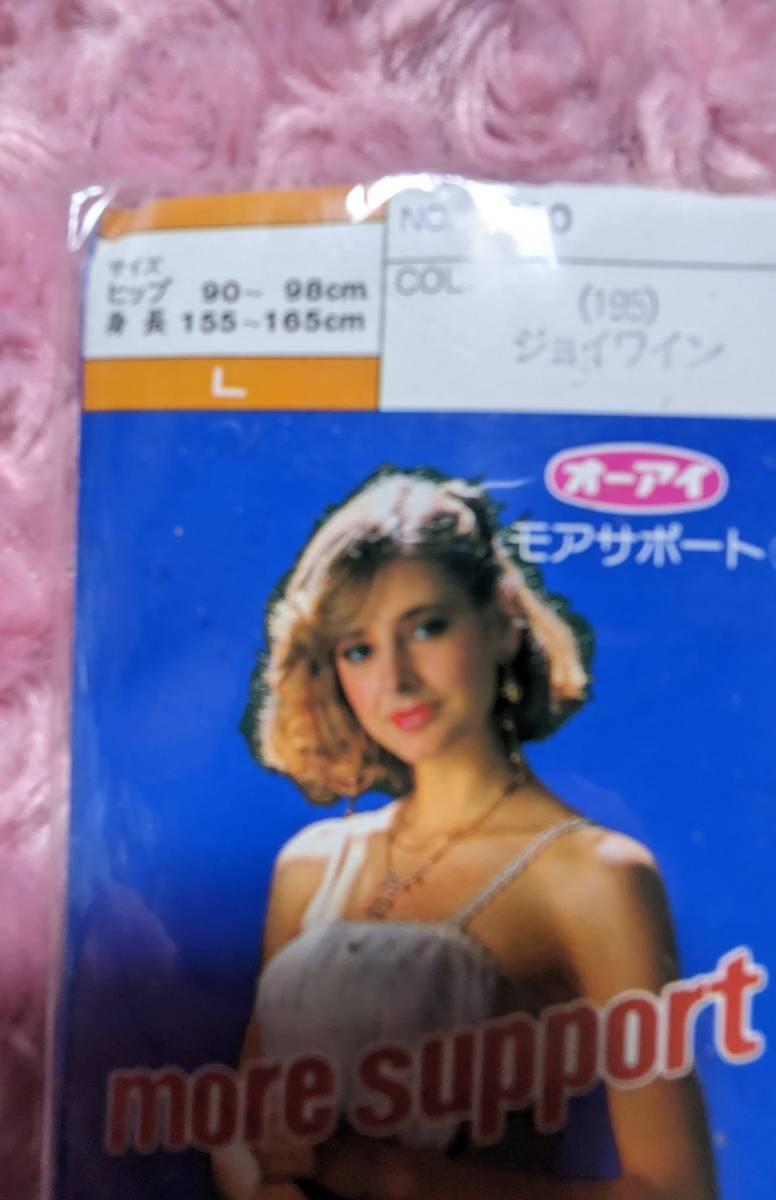 サイズ
ヒップ 90~ 98cm
身長 155~165cm
L
NO.
COL.
(195)
ジョイワイン
オーアイ
モアサポート
more support